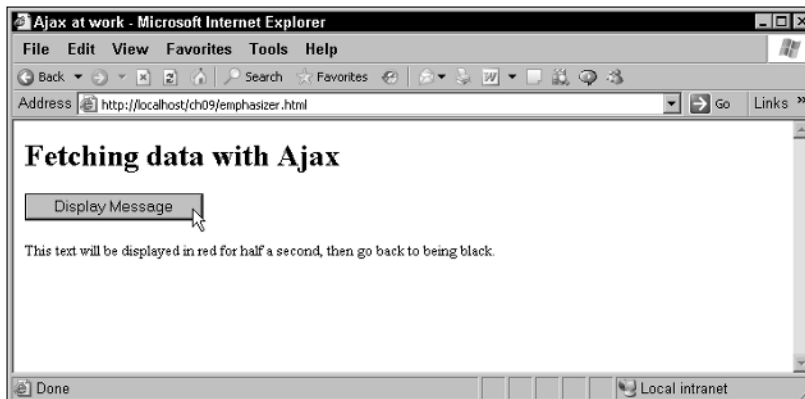 Ajax at work - Microsoft Internet Explorer
File Edit View Favorites Tools Help
Back Search Favorites
Address http://localhost/ch09/emphasizer.html Go Links »
Fetching data with Ajax
Display Message
This text will be displayed in red for half a second, then go back to being black.
Done Local intranet